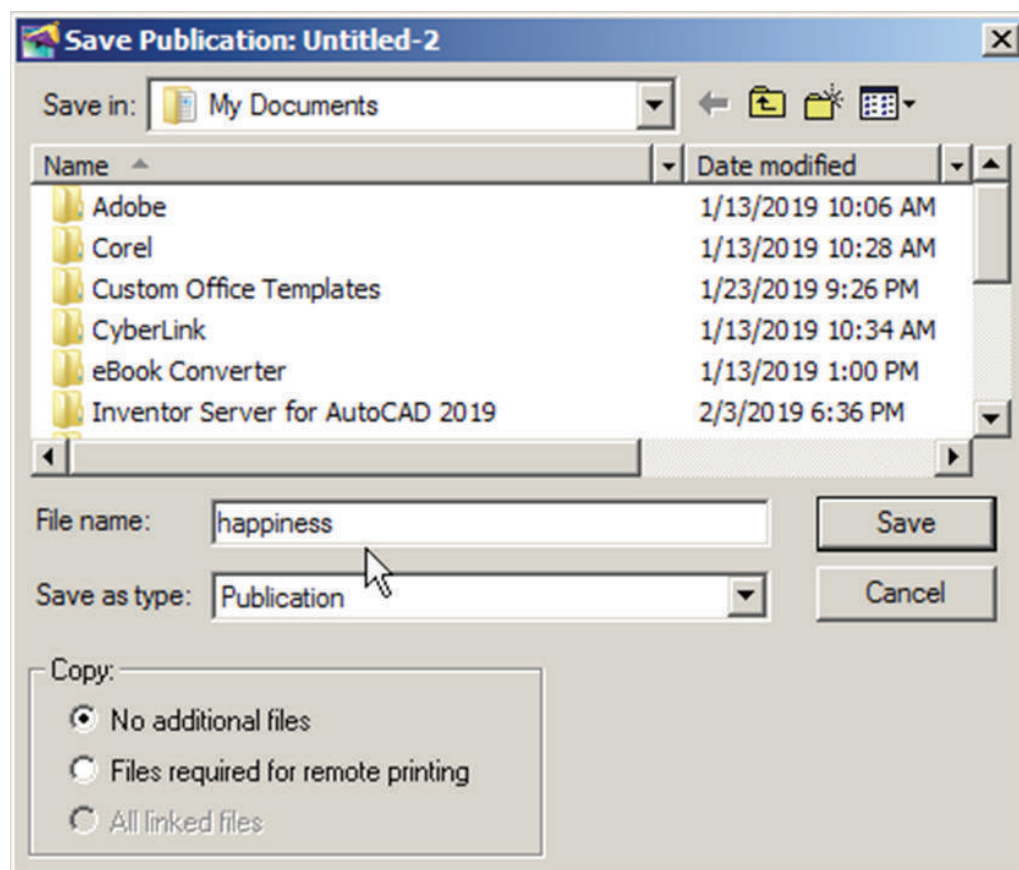 Save Publication: Untitled-2
Save in: My Documents
Name Date modified
Adobe 1/13/2019 10:06 AM
Corel 1/13/2019 10:28 AM
Custom Office Templates 1/23/2019 9:26 PM
CyberLink 1/13/2019 10:34 AM
eBook Converter 1/13/2019 1:00 PM
Inventor Server for AutoCAD 2019 2/3/2019 6:36 PM
File name: happiness Save
Save as type: Publication Cancel
Copy:
No additional files
Files required for remote printing
All linked files